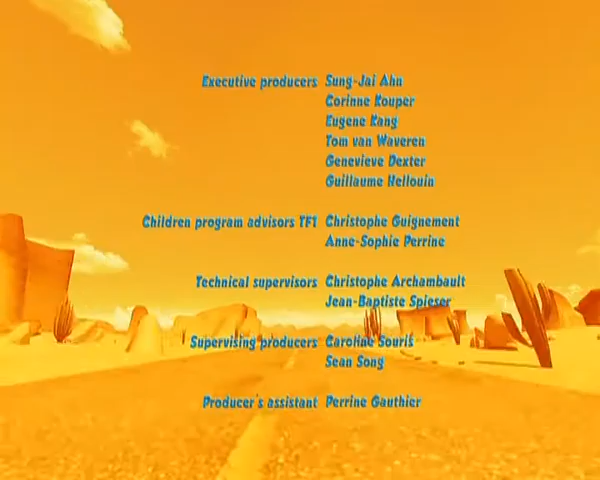 Executive producers Sung-Jai Ahn
Corinne Kouper
Eugene Kang
Tom van Waveren
Genevieve Dexter
Guillaume Hellouin
Children program advisors TF1 Christophe Guignement
Anne-Sophie Perrine
Technical supervisors Christophe Archambault
Jean-Baptiste Spieser
Supervising producers Caroline Souris
Sean Song
Producer's assistant Perrine Gauthier